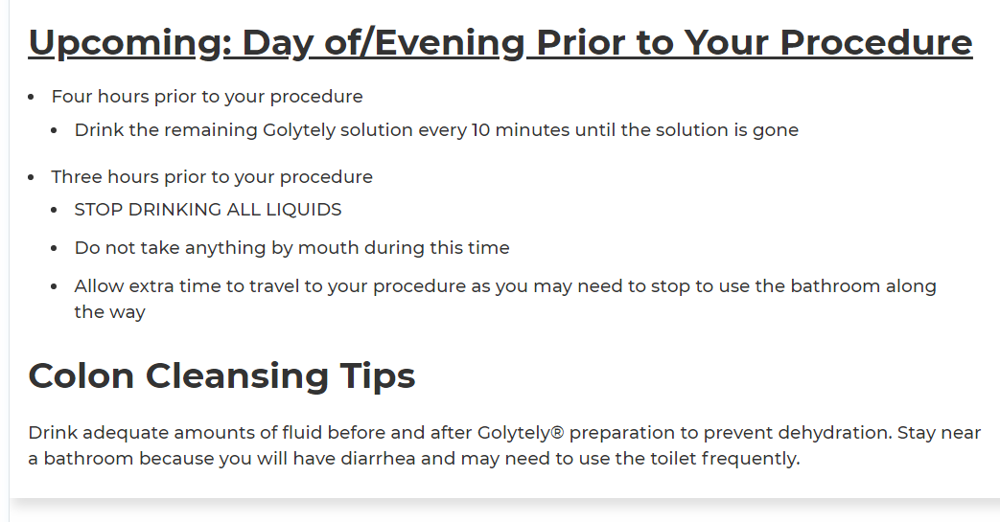 Upcoming: Day of/Evening Prior to Your Procedure
• Four hours prior to your procedure
• Drink the remaining Golytely solution every 10 minutes until the solution is gone
• Three hours prior to your procedure
• STOP DRINKING ALL LIQUIDS
• Do not take anything by mouth during this time
• Allow extra time to travel to your procedure as you may need to stop to use the bathroom along
the way
Colon Cleansing Tips
Drink adequate amounts of fluid before and after Golytely® preparation to prevent dehydration. Stay near
a bathroom because you will have diarrhea and may need to use the toilet frequently.